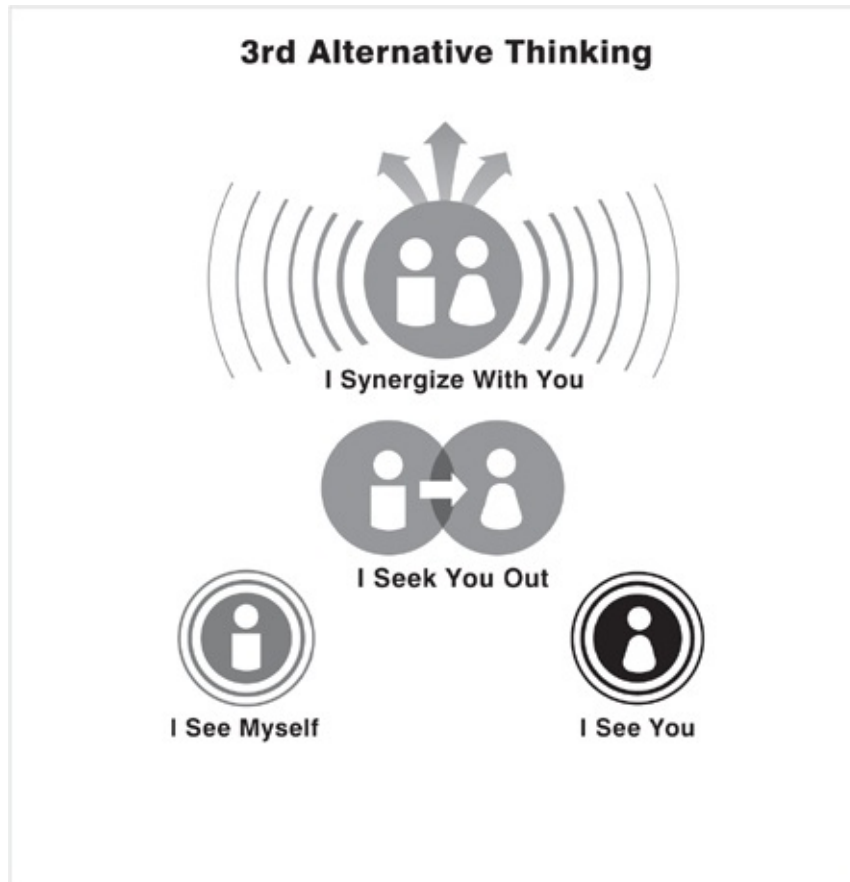 3rd Alternative Thinking
I Synergize With You
I Seek You Out
I See Myself
I See You